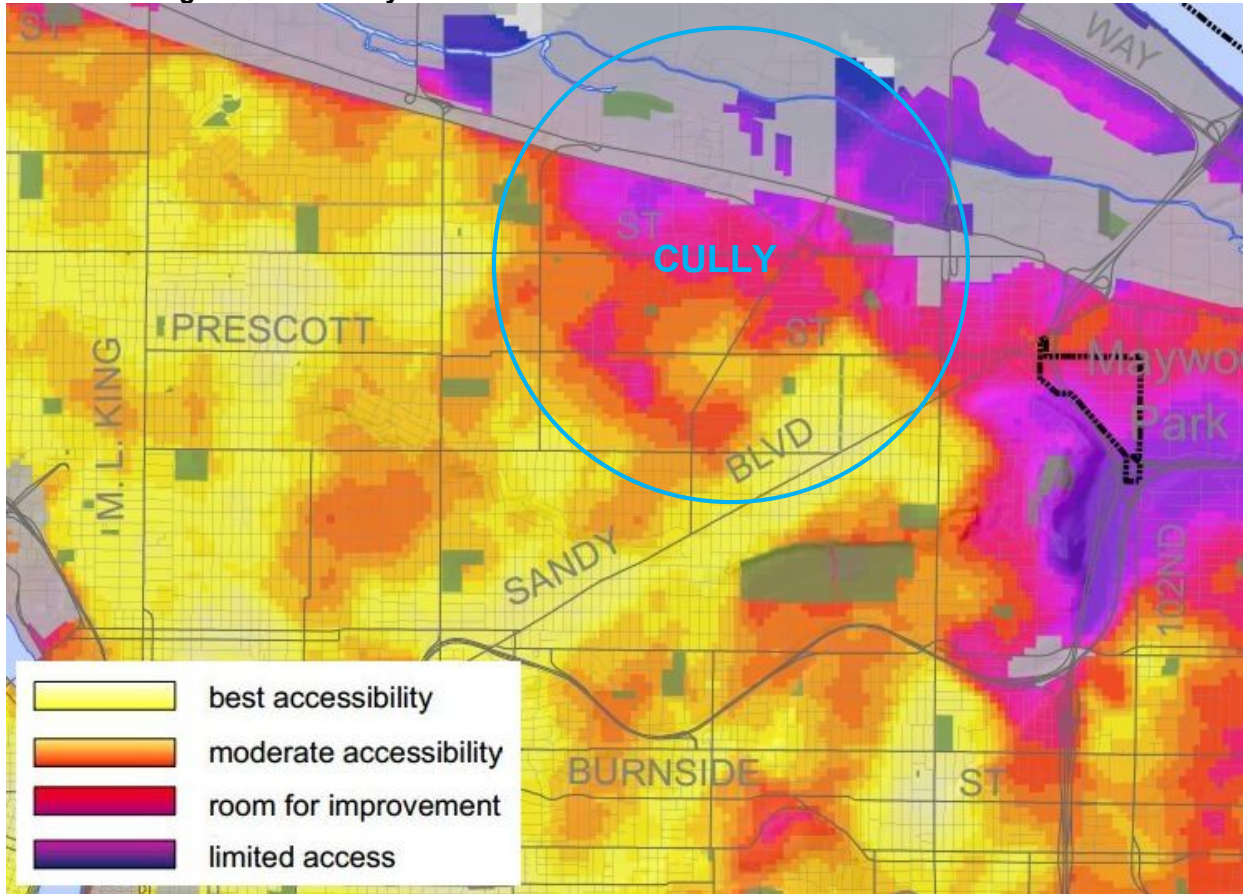 ST
WAY
ST
CULLY
PRESCOTT
ST
M.L. KING
Park
BLVD
SANDY
102ND
best accessibility
moderate accessibility
room for improvement
limited access
BURNSIDE
ST